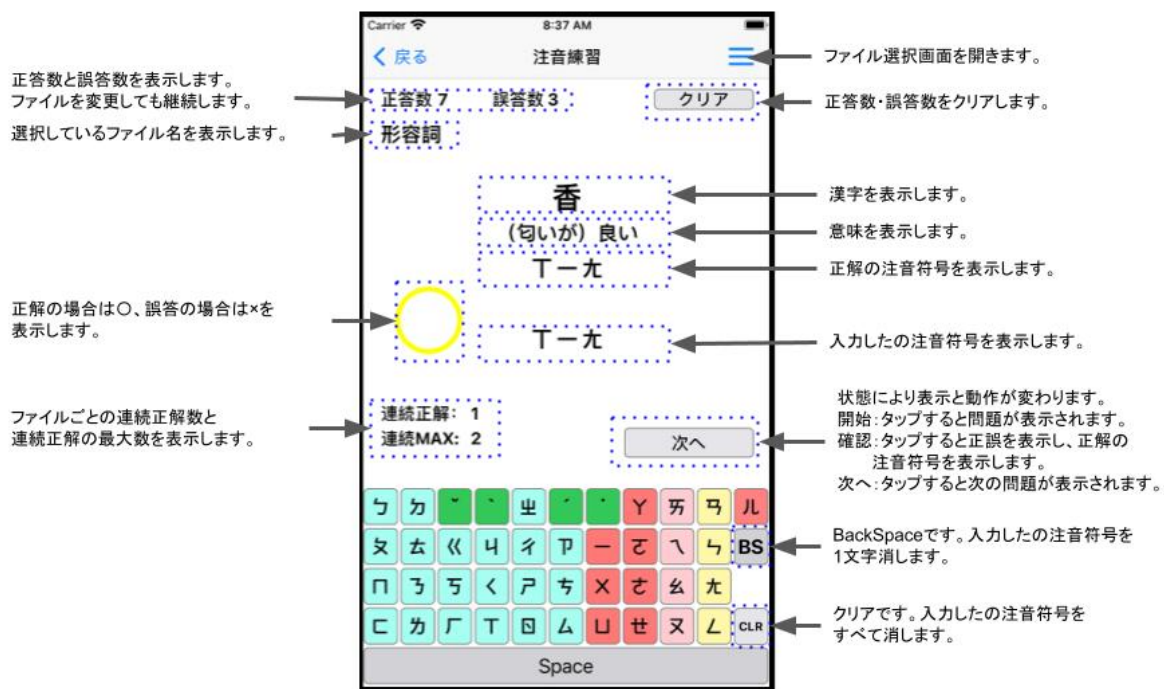 Carrier 8:37 AM
戻る 注音練習
正答数 7 誤答数 3 クリア
形容詞
香
(匂いが) 良い
ㄒㄧㄤ
ㄒㄧㄤ
連続正解: 1
連続MAX: 2
次へ
ㄅ ㄉ ˇ ˋ ㄓ ˊ ˙ ㄚ ㄞ ㄢ ㄦ
ㄆ ㄊ ㄍ ㄐ ㄔ ㄗ ㄧ ㄛ ㄟ ㄣ BS
ㄇ ㄋ ㄎ ㄑ ㄕ ㄘ ㄨ ㄜ ㄠ ㄤ
ㄈ ㄌ ㄏ ㄒ ㄖ ㄙ ㄩ ㄝ ㄡ ㄥ CLR
Space
正答数と誤答数を表示します。
ファイルを変更しても継続します。
選択しているファイル名を表示します。
正解の場合は〇、誤答の場合は×を
表示します。
ファイルごとの連続正解数と
連続正解の最大数を表示します。
ファイル選択画面を開きます。
正答数・誤答数をクリアします。
漢字を表示します。
意味を表示します。
正解の注音符号を表示します。
入力したの注音符号を表示します。
状態により表示と動作が変わります。
開始:タップすると問題が表示されます。
確認:タップすると正誤を表示し、正解の
注音符号を表示します。
次へ:タップすると次の問題が表示されます。
BackSpaceです。入力したの注音符号を
1文字消します。
クリアです。入力したの注音符号を
すべて消します。